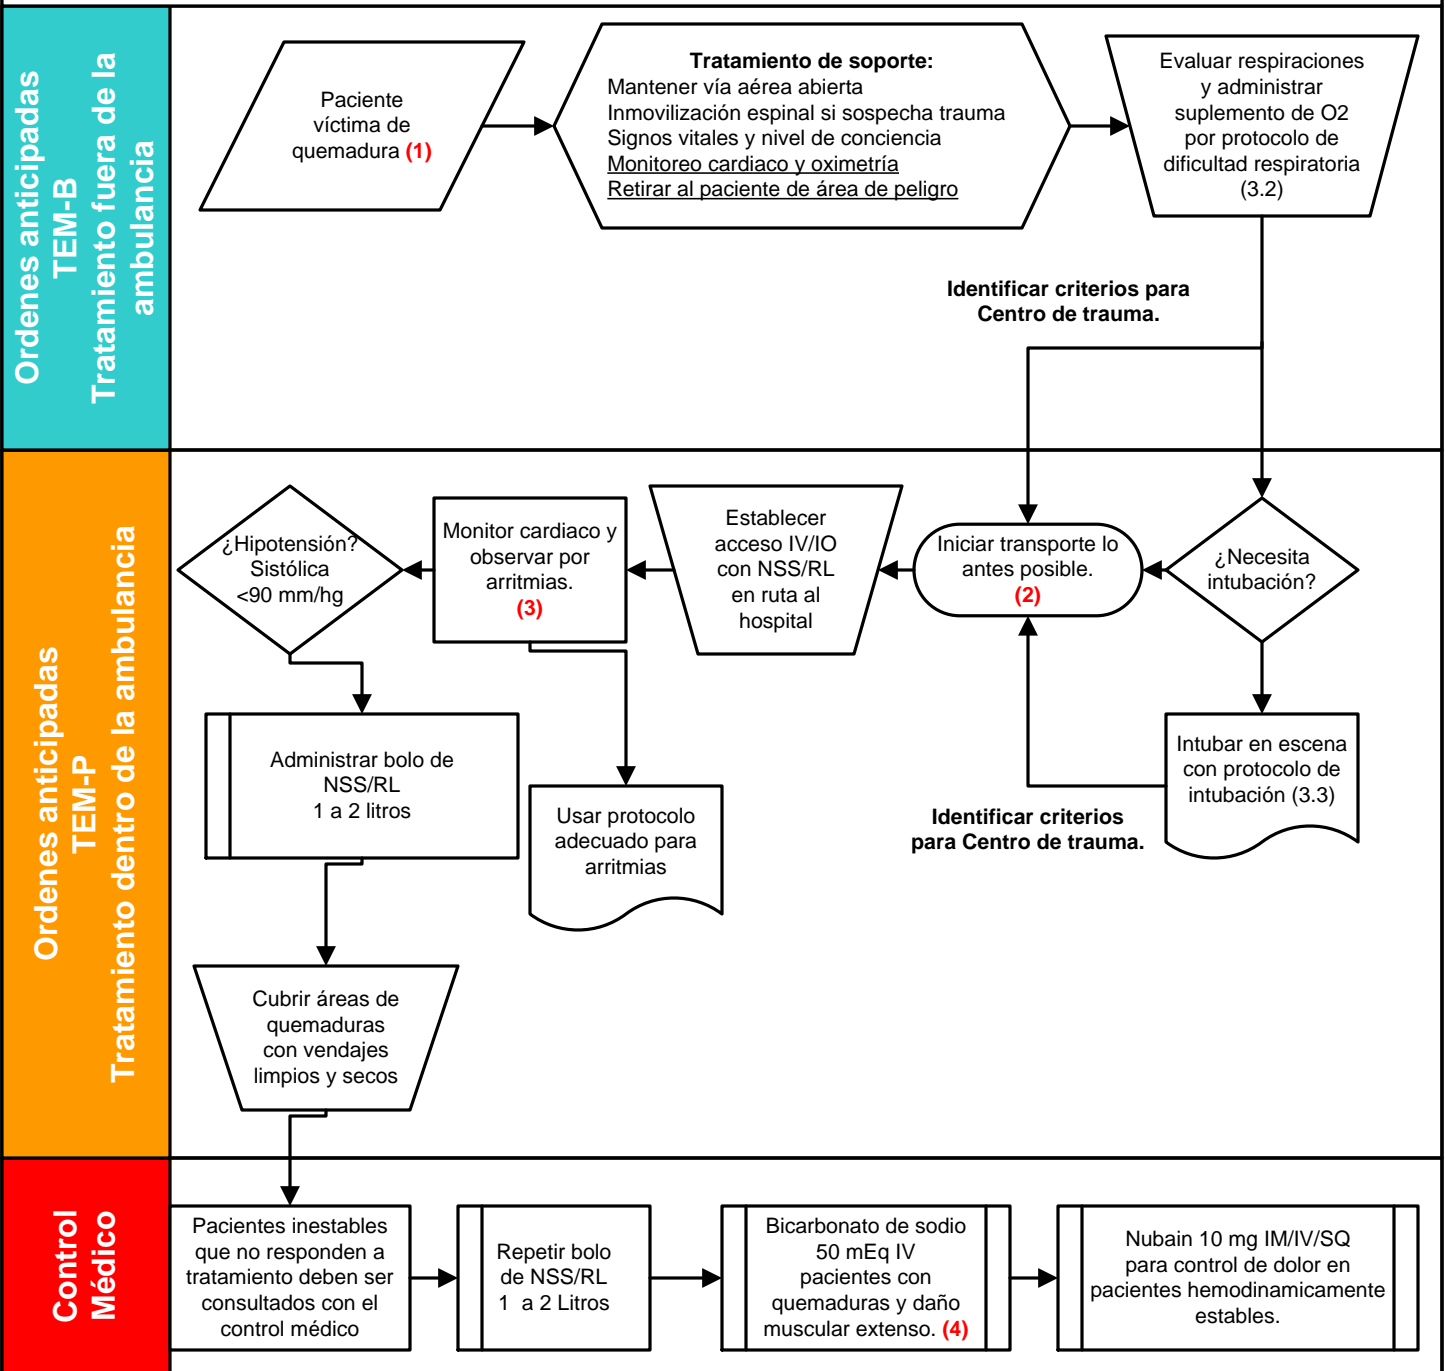 Ordenes anticipadas
TEM-B
Tratamiento fuera de la
ambulancia
Paciente
víctima de
quemadura (1)
Tratamiento de soporte:
Mantener vía aérea abierta
Inmovilización espinal si sospecha trauma
Signos vitales y nivel de conciencia
Monitoreo cardiaco y oximetría
Retirar al paciente de área de peligro
Evaluar respiraciones
y administrar
suplemento de O2
por protocolo de
dificultad respiratoria
(3.2)
Identificar criterios para
Centro de trauma.
Ordenes anticipadas
TEM-P
Tratamiento dentro de la ambulancia
¿Necesita
intubación?
Iniciar transporte lo
antes posible.
(2)
Establecer
acceso IV/IO
con NSS/RL
en ruta al
hospital
Monitor cardiaco y
observar por
arritmias.
(3)
¿Hipotensión?
Sistólica
<90 mm/hg
Intubar en escena
con protocolo de
intubación (3.3)
Identificar criterios
para Centro de trauma.
Usar protocolo
adecuado para
arritmias
Administrar bolo de
NSS/RL
1 a 2 litros
Cubrir áreas de
quemaduras
con vendajes
limpios y secos
Control
Médico
Pacientes inestables
que no responden a
tratamiento deben ser
consultados con el
control médico
Repetir bolo
de NSS/RL
1 a 2 Litros
Bicarbonato de sodio
50 mEq IV
pacientes con
quemaduras y daño
muscular extenso. (4)
Nubain 10 mg IM/IV/SQ
para control de dolor en
pacientes hemodinamicamente
estables.